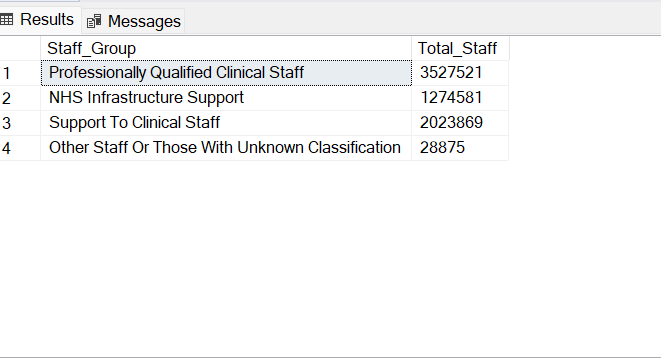 Results Messages
Staff_Group Total_Staff
1 Professionally Qualified Clinical Staff 3527521
2 NHS Infrastructure Support 1274581
3 Support To Clinical Staff 2023869
4 Other Staff Or Those With Unknown Classification 28875